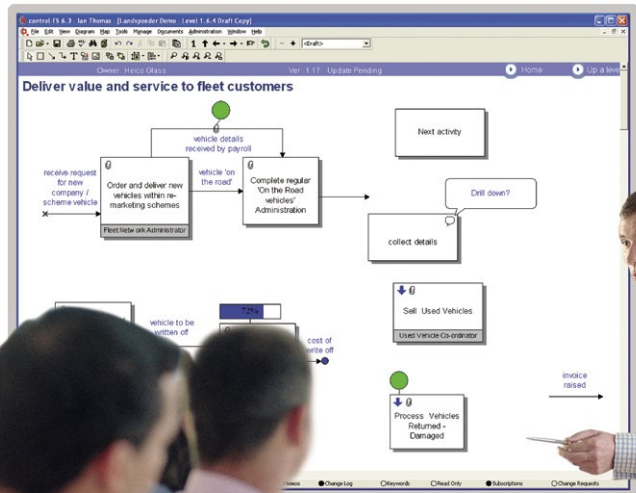 control-ES 6.3 - Ian Thomas - [Landspeeder Demo - Level 1.6.4 Draft Copy]
File Edit View Diagram Map Tools Manage Documents Administration Window Help
<Draft>
Owner Heico Glass Ver 1.17 Update Pending Home Up a leve
Deliver value and service to fleet customers
vehicle details
received by payroll
Next activity
receive request
for new
company /
scheme vehicle
Order and deliver new
vehicles within re-
marketing schemes
Fleet Network Administrator
vehicle 'on
the road'
Complete regular
'On the Road
vehicles'
Administration
Drill down?
collect details
Sell Used Vehicles
Used Vehicle Co-ordinator
vehicle to be
written off
72%
cost of
write off
invoice
raised
Process Vehicles
Returned -
Damaged
Change Log Keywords Read Only Subscriptions Change Requests